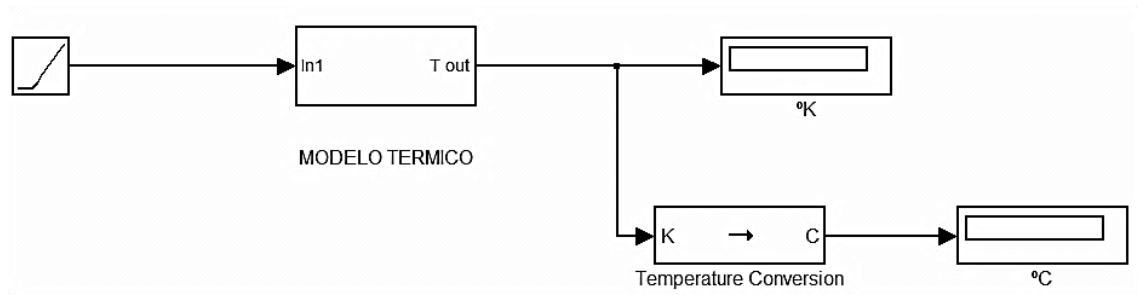 In1
T out
ºK
MODELO TERMICO
K
C
Temperature Conversion
ºC